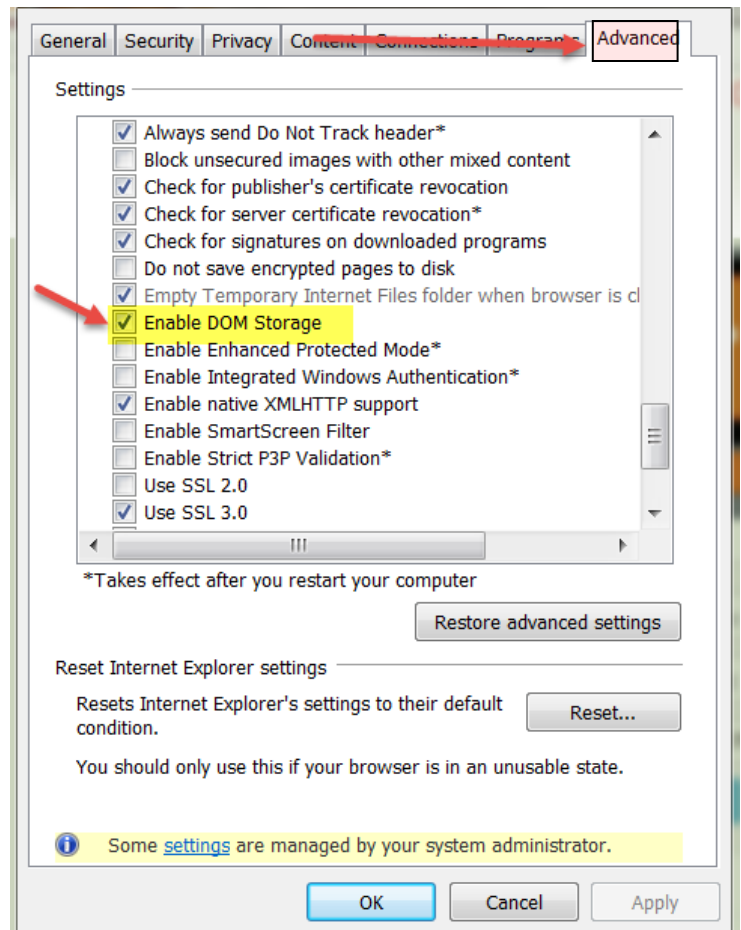 General Security Privacy Content Connections Programs Advanced
Settings
Always send Do Not Track header*
Block unsecured images with other mixed content
Check for publisher's certificate revocation
Check for server certificate revocation*
Check for signatures on downloaded programs
Do not save encrypted pages to disk
Empty Temporary Internet Files folder when browser is cl
Enable DOM Storage
Enable Enhanced Protected Mode*
Enable Integrated Windows Authentication*
Enable native XMLHTTP support
Enable SmartScreen Filter
Enable Strict P3P Validation*
Use SSL 2.0
Use SSL 3.0
*Takes effect after you restart your computer
Restore advanced settings
Reset Internet Explorer settings
Resets Internet Explorer's settings to their default
condition.
Reset...
You should only use this if your browser is in an unusable state.
Some settings are managed by your system administrator.
OK Cancel Apply